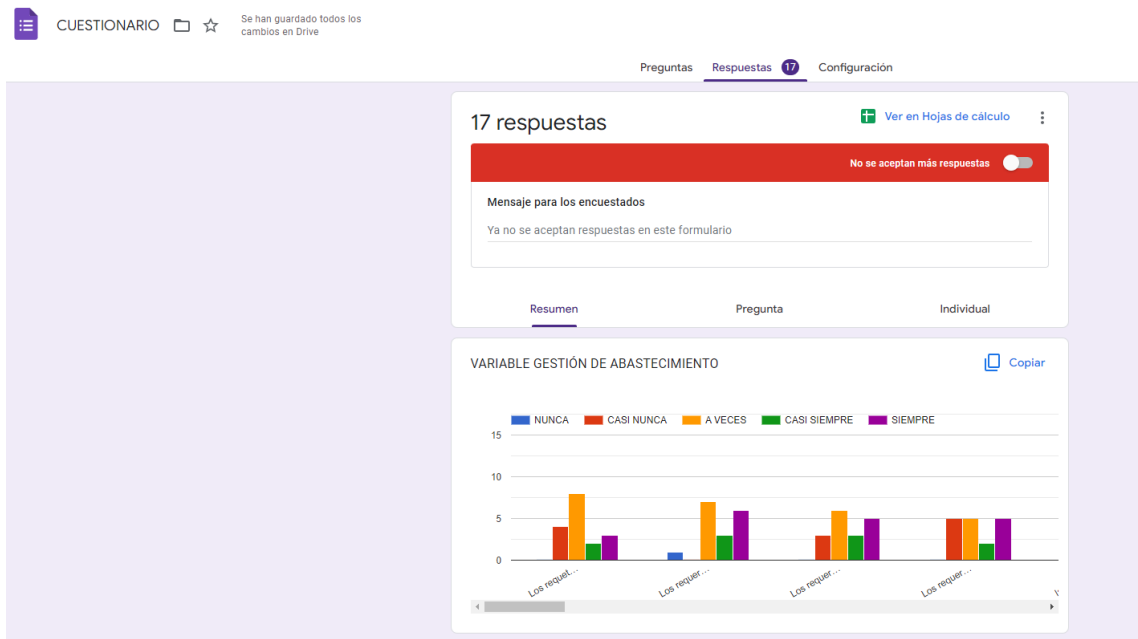 CUESTIONARIO
Se han guardado todos los
cambios en Drive
Preguntas Respuestas 17 Configuración
17 respuestas
Ver en Hojas de cálculo
No se aceptan más respuestas
Mensaje para los encuestados
Ya no se aceptan respuestas en este formulario
Resumen Pregunta Individual
VARIABLE GESTIÓN DE ABASTECIMIENTO
Copiar
NUNCA CASI NUNCA A VECES CASI SIEMPRE SIEMPRE
15
10
5
0
Los requet... Los requer... Los requer... Los requer...